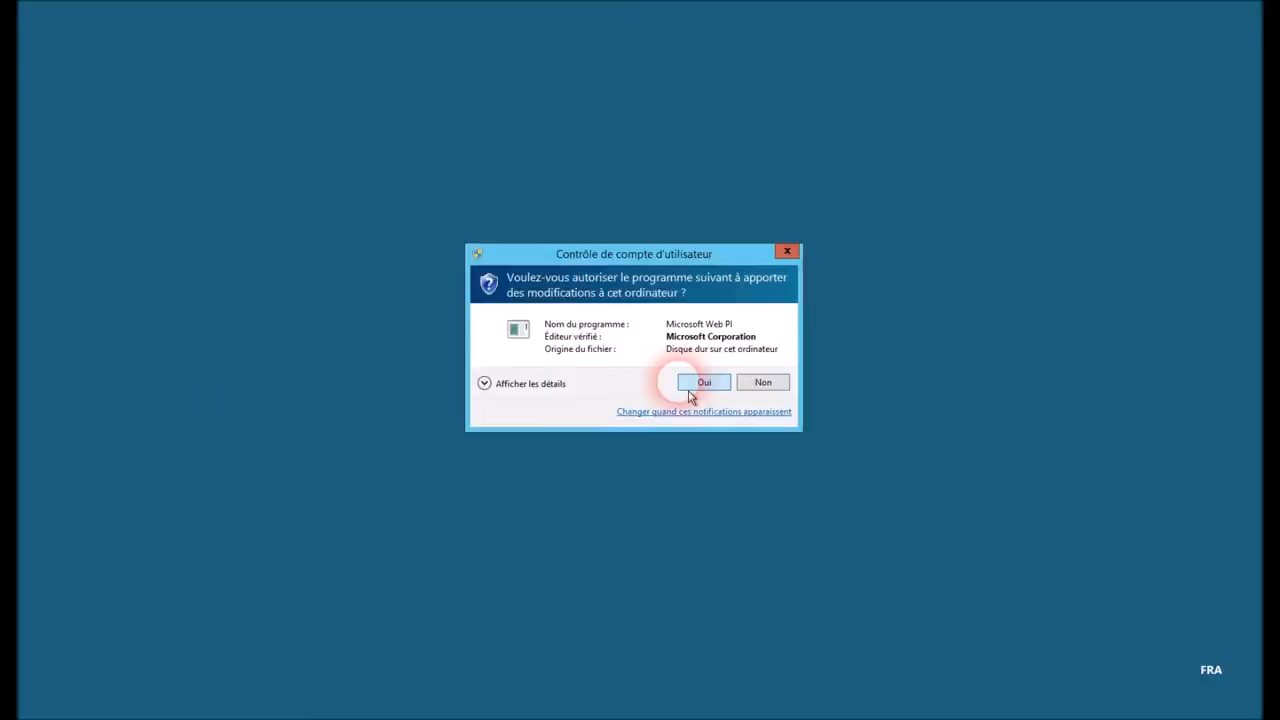 Contrôle de compte d'utilisateur
Voulez-vous autoriser le programme suivant à apporter
des modifications à cet ordinateur ?
Nom du programme : Microsoft Web PI
Éditeur vérifié : Microsoft Corporation
Origine du fichier : Disque dur sur cet ordinateur
Afficher les détails Oui Non
Changer quand ces notifications apparaissent
FRA